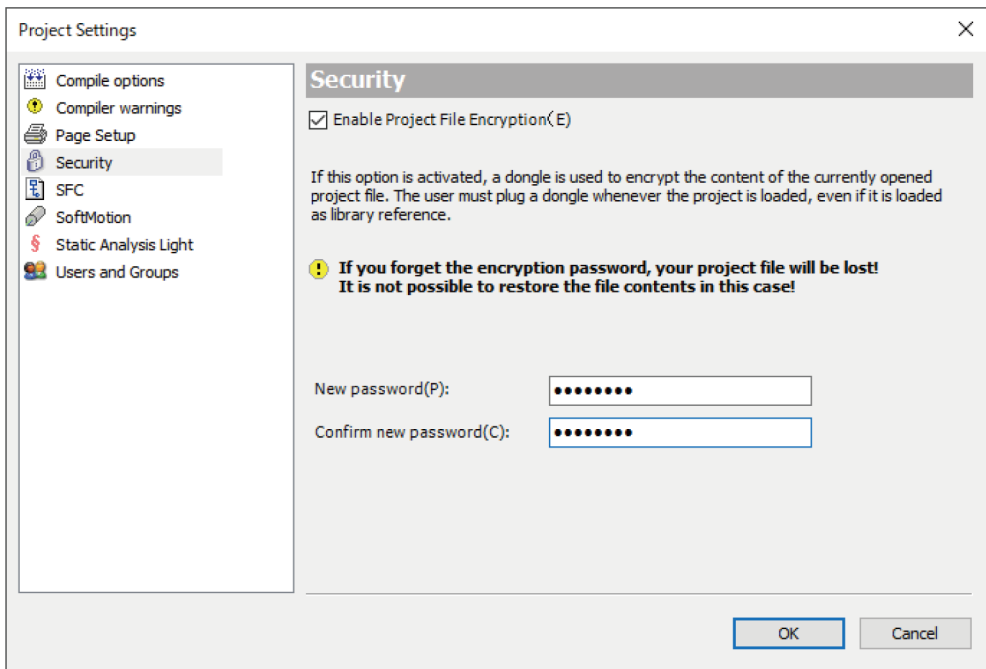 Project Settings
Compile options
Compiler warnings
Page Setup
Security
SFC
SoftMotion
Static Analysis Light
Users and Groups
Security
Enable Project File Encryption(E)
If this option is activated, a dongle is used to encrypt the content of the currently opened
project file. The user must plug a dongle whenever the project is loaded, even if it is loaded
as library reference.
If you forget the encryption password, your project file will be lost!
It is not possible to restore the file contents in this case!
New password(P):
••••••••
Confirm new password(C):
••••••••
OK
Cancel